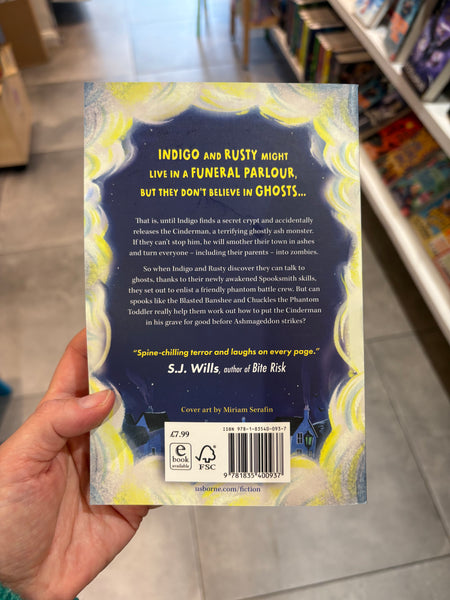 INDIGO AND RUSTY MIGHT
LIVE IN A FUNERAL PARLOUR,
BUT THEY DON'T BELIEVE IN GHOSTS...
That is, until Indigo finds a secret crypt and accidentally
releases the Cinderman, a terrifying ghostly ash monster.
If they can't stop him, he will smother their town in ashes
and turn everyone – including their parents – into zombies.
So when Indigo and Rusty discover they can talk to
ghosts, thanks to their newly awakened Spooksmith skills,
they set out to enlist a friendly phantom battle crew. But can
spooks like the Blasted Banshee and Chuckles the Phantom
Toddler really help them work out how to put the Cinderman
in his grave for good before Ashmageddon strikes?
"Spine-chilling terror and laughs on every page."
S.J. Wills, author of Bite Risk
Cover art by Miriam Serafin
£7.99
e
book
available
FSC
ISBN 978-1-83540-093-7
9 781835 400937
usborne.com/fiction